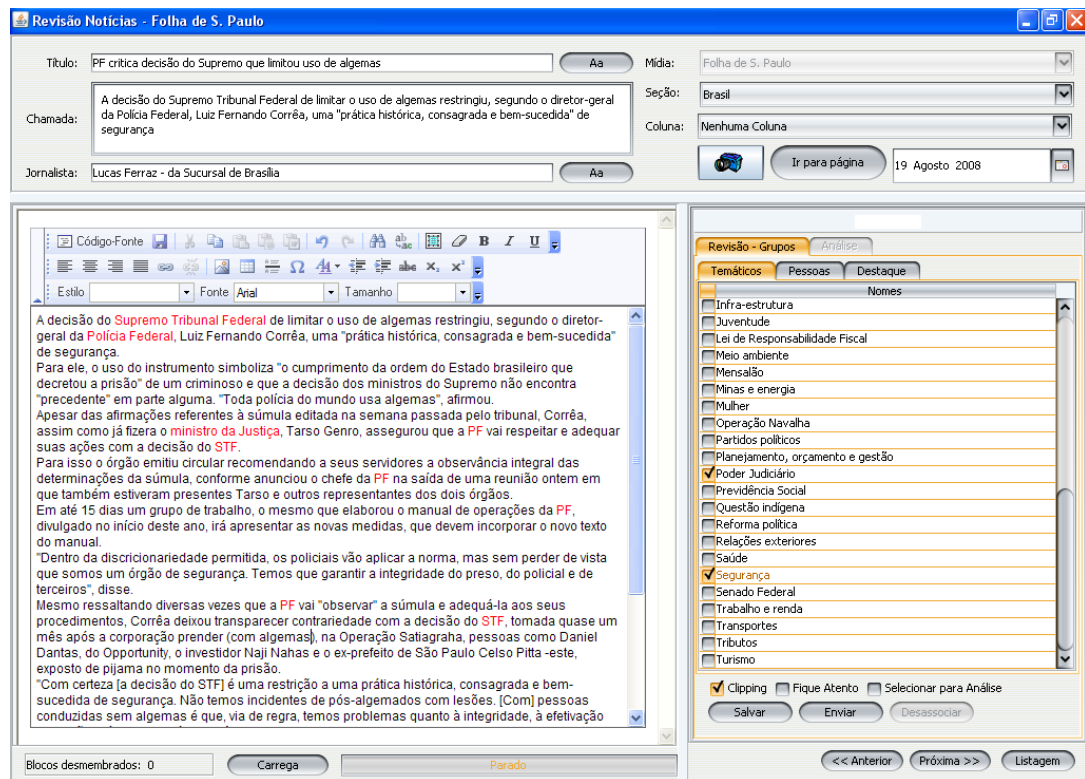 Revisão Notícias - Folha de S. Paulo
Título: PF critica decisão do Supremo que limitou uso de algemas Aa
Mídia: Folha de S. Paulo
Chamada: A decisão do Supremo Tribunal Federal de limitar o uso de algemas restringiu, segundo o diretor-geral
da Polícia Federal, Luiz Fernando Corrêa, uma "prática histórica, consagrada e bem-sucedida" de
segurança
Seção: Brasil
Coluna: Nenhuma Coluna
Ir para página 19 Agosto 2008
Jornalista: Lucas Ferraz - da Sucursal de Brasília Aa
Código-Fonte B I U
Ω A abc x₂ x²
Estilo Fonte Arial Tamanho
A decisão do Supremo Tribunal Federal de limitar o uso de algemas restringiu, segundo o diretor-
geral da Polícia Federal, Luiz Fernando Corrêa, uma "prática histórica, consagrada e bem-sucedida"
de segurança.
Para ele, o uso do instrumento simboliza "o cumprimento da ordem do Estado brasileiro que
decretou a prisão" de um criminoso e que a decisão dos ministros do Supremo não encontra
"precedente" em parte alguma. "Toda polícia do mundo usa algemas", afirmou.
Apesar das afirmações referentes à súmula editada na semana passada pelo tribunal, Corrêa,
assim como já fizera o ministro da Justiça, Tarso Genro, assegurou que a PF vai respeitar e adequar
suas ações com a decisão do STF.
Para isso o órgão emitiu circular recomendando a seus servidores a observância integral das
determinações da súmula, conforme anunciou o chefe da PF na saída de uma reunião ontem em
que também estiveram presentes Tarso e outros representantes dos dois órgãos.
Em até 15 dias um grupo de trabalho, o mesmo que elaborou o manual de operações da PF,
divulgado no início deste ano, irá apresentar as novas medidas, que devem incorporar o novo texto
do manual.
"Dentro da discricionariedade permitida, os policiais vão aplicar a norma, mas sem perder de vista
que somos um órgão de segurança. Temos que garantir a integridade do preso, do policial e de
terceiros", disse.
Mesmo ressaltando diversas vezes que a PF vai "observar" a súmula e adequá-la aos seus
procedimentos, Corrêa deixou transparecer contrariedade com a decisão do STF, tomada quase um
mês após a corporação prender (com algemas), na Operação Satiagraha, pessoas como Daniel
Dantas, do Opportunity, o investidor Naji Nahas e o ex-prefeito de São Paulo Celso Pitta -este,
exposto de pijama no momento da prisão.
"Com certeza [a decisão do STF] é uma restrição a uma prática histórica, consagrada e bem-
sucedida de segurança. Não temos incidentes de pós-algemados com lesões. [Com] pessoas
conduzidas sem algemas é que, via de regra, temos problemas quanto à integridade, à efetivação
Blocos desmembrados: 0 Carrega Parado
Revisão - Grupos Análise
Temáticos Pessoas Destaque
Nomes
Infra-estrutura
Juventude
Lei de Responsabilidade Fiscal
Meio ambiente
Mensalão
Minas e energia
Mulher
Operação Navalha
Partidos políticos
Planejamento, orçamento e gestão
Poder Judiciário
Previdência Social
Questão indígena
Reforma política
Relações exteriores
Saúde
Segurança
Senado Federal
Trabalho e renda
Transportes
Tributos
Turismo
Clipping Fique Atento Selecionar para Análise
Salvar Enviar Desassociar
<< Anterior Próxima >> Listagem